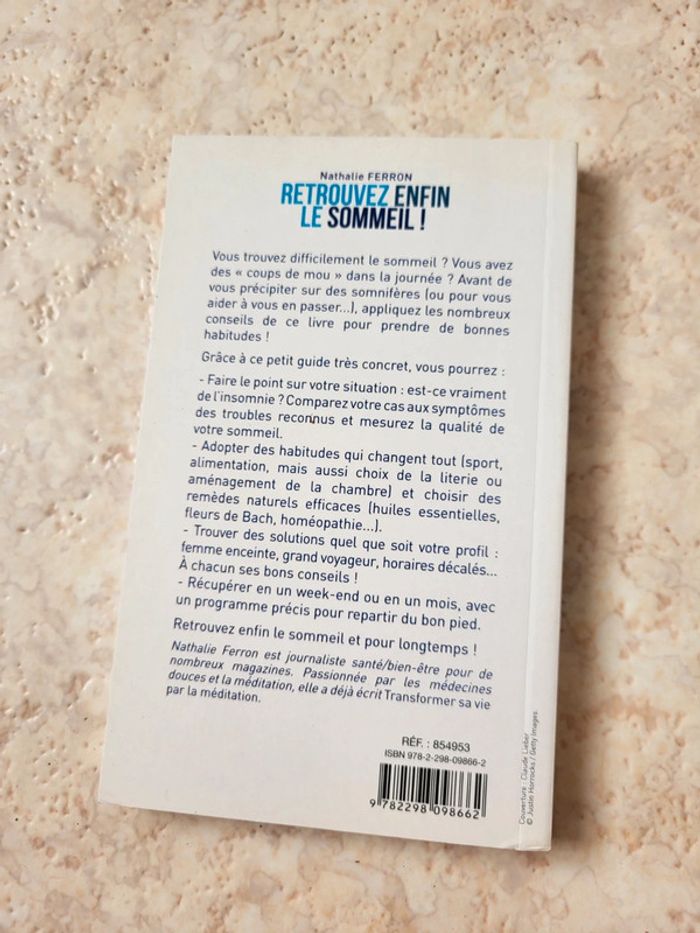 Nathalie FERRON
RETROUVEZ ENFIN
LE SOMMEIL !
Vous trouvez difficilement le sommeil ? Vous avez
des « coups de mou » dans la journée ? Avant de
vous précipiter sur des somnifères (ou pour vous
aider à vous en passer...), appliquez les nombreux
conseils de ce livre pour prendre de bonnes
habitudes !
Grâce à ce petit guide très concret, vous pourrez :
- Faire le point sur votre situation : est-ce vraiment
de l'insomnie ? Comparez votre cas aux symptômes
des troubles reconnus et mesurez la qualité de
votre sommeil.
- Adopter des habitudes qui changent tout (sport,
alimentation, mais aussi choix de la literie ou
aménagement de la chambre) et choisir des
remèdes naturels efficaces (huiles essentielles,
fleurs de Bach, homéopathie...).
- Trouver des solutions quel que soit votre profil :
femme enceinte, grand voyageur, horaires décalés...
À chacun ses bons conseils !
- Récupérer en un week-end ou en un mois, avec
un programme précis pour repartir du bon pied.
Retrouvez enfin le sommeil et pour longtemps !
Nathalie Ferron est journaliste santé/bien-être pour de
nombreux magazines. Passionnée par les médecines
douces et la méditation, elle a déjà écrit Transformer sa vie
par la méditation.
RÉF. : 854953
ISBN 978-2-298-09866-2
9 782298 098662
Couverture : Claude Lieber
© Justin Horrocks / Getty Images.